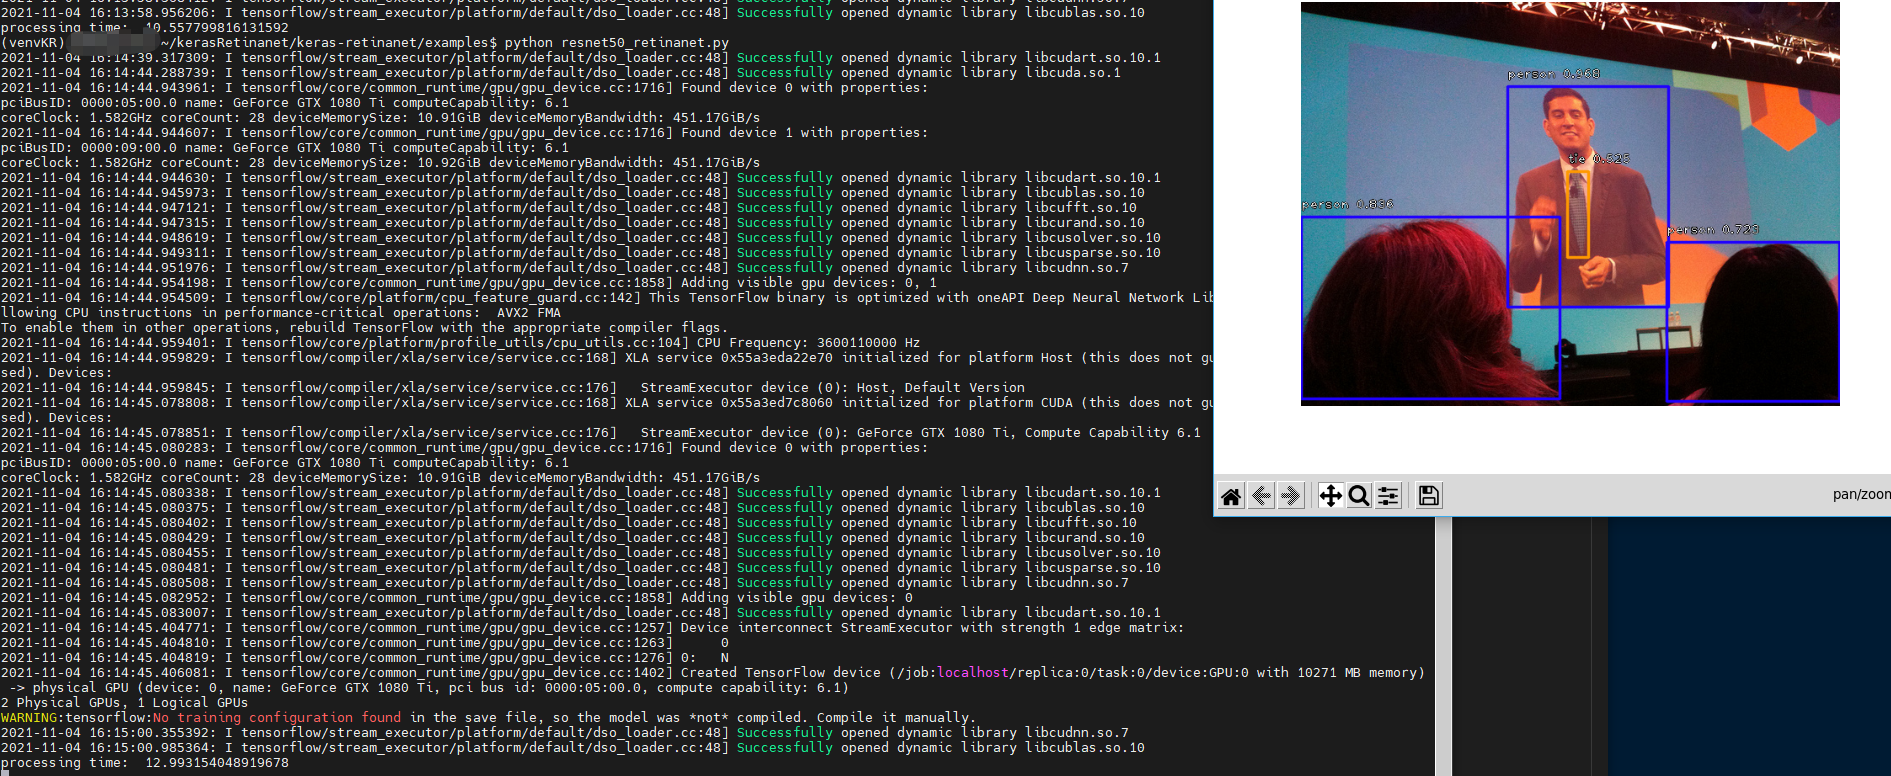 2021-11-04 16:13:58.956206: I tensorflow/stream_executor/platform/default/dso_loader.cc:48] Successfully opened dynamic library libcublas.so.10
processing time: 10.557799816131592
(venvKR) ~/kerasRetinanet/keras-retinanet/examples$ python resnet50_retinanet.py
2021-11-04 16:14:39.317309: I tensorflow/stream_executor/platform/default/dso_loader.cc:48] Successfully opened dynamic library libcudart.so.10.1
2021-11-04 16:14:44.288739: I tensorflow/stream_executor/platform/default/dso_loader.cc:48] Successfully opened dynamic library libcuda.so.1
2021-11-04 16:14:44.943961: I tensorflow/core/common_runtime/gpu/gpu_device.cc:1716] Found device 0 with properties:
pciBusID: 0000:05:00.0 name: GeForce GTX 1080 Ti computeCapability: 6.1
coreClock: 1.582GHz coreCount: 28 deviceMemorySize: 10.91GiB deviceMemoryBandwidth: 451.17GiB/s
2021-11-04 16:14:44.944607: I tensorflow/core/common_runtime/gpu/gpu_device.cc:1716] Found device 1 with properties:
pciBusID: 0000:09:00.0 name: GeForce GTX 1080 Ti computeCapability: 6.1
coreClock: 1.582GHz coreCount: 28 deviceMemorySize: 10.92GiB deviceMemoryBandwidth: 451.17GiB/s
2021-11-04 16:14:44.944630: I tensorflow/stream_executor/platform/default/dso_loader.cc:48] Successfully opened dynamic library libcudart.so.10.1
2021-11-04 16:14:44.945973: I tensorflow/stream_executor/platform/default/dso_loader.cc:48] Successfully opened dynamic library libcublas.so.10
2021-11-04 16:14:44.947121: I tensorflow/stream_executor/platform/default/dso_loader.cc:48] Successfully opened dynamic library libcufft.so.10
2021-11-04 16:14:44.947315: I tensorflow/stream_executor/platform/default/dso_loader.cc:48] Successfully opened dynamic library libcurand.so.10
2021-11-04 16:14:44.948619: I tensorflow/stream_executor/platform/default/dso_loader.cc:48] Successfully opened dynamic library libcusolver.so.10
2021-11-04 16:14:44.949311: I tensorflow/stream_executor/platform/default/dso_loader.cc:48] Successfully opened dynamic library libcusparse.so.10
2021-11-04 16:14:44.951976: I tensorflow/stream_executor/platform/default/dso_loader.cc:48] Successfully opened dynamic library libcudnn.so.7
2021-11-04 16:14:44.954198: I tensorflow/core/common_runtime/gpu/gpu_device.cc:1858] Adding visible gpu devices: 0, 1
2021-11-04 16:14:44.954509: I tensorflow/core/platform/cpu_feature_guard.cc:142] This TensorFlow binary is optimized with oneAPI Deep Neural Network Lib
llowing CPU instructions in performance-critical operations:  AVX2 FMA
To enable them in other operations, rebuild TensorFlow with the appropriate compiler flags.
2021-11-04 16:14:44.959401: I tensorflow/core/platform/profile_utils/cpu_utils.cc:104] CPU Frequency: 3600110000 Hz
2021-11-04 16:14:44.959829: I tensorflow/compiler/xla/service/service.cc:168] XLA service 0x55a3eda22e70 initialized for platform Host (this does not gu
sed). Devices:
2021-11-04 16:14:44.959845: I tensorflow/compiler/xla/service/service.cc:176]   StreamExecutor device (0): Host, Default Version
2021-11-04 16:14:45.078808: I tensorflow/compiler/xla/service/service.cc:168] XLA service 0x55a3ed7c8060 initialized for platform CUDA (this does not gu
sed). Devices:
2021-11-04 16:14:45.078851: I tensorflow/compiler/xla/service/service.cc:176]   StreamExecutor device (0): GeForce GTX 1080 Ti, Compute Capability 6.1
2021-11-04 16:14:45.080283: I tensorflow/core/common_runtime/gpu/gpu_device.cc:1716] Found device 0 with properties:
pciBusID: 0000:05:00.0 name: GeForce GTX 1080 Ti computeCapability: 6.1
coreClock: 1.582GHz coreCount: 28 deviceMemorySize: 10.91GiB deviceMemoryBandwidth: 451.17GiB/s
2021-11-04 16:14:45.080338: I tensorflow/stream_executor/platform/default/dso_loader.cc:48] Successfully opened dynamic library libcudart.so.10.1
2021-11-04 16:14:45.080375: I tensorflow/stream_executor/platform/default/dso_loader.cc:48] Successfully opened dynamic library libcublas.so.10
2021-11-04 16:14:45.080402: I tensorflow/stream_executor/platform/default/dso_loader.cc:48] Successfully opened dynamic library libcufft.so.10
2021-11-04 16:14:45.080429: I tensorflow/stream_executor/platform/default/dso_loader.cc:48] Successfully opened dynamic library libcurand.so.10
2021-11-04 16:14:45.080455: I tensorflow/stream_executor/platform/default/dso_loader.cc:48] Successfully opened dynamic library libcusolver.so.10
2021-11-04 16:14:45.080481: I tensorflow/stream_executor/platform/default/dso_loader.cc:48] Successfully opened dynamic library libcusparse.so.10
2021-11-04 16:14:45.080508: I tensorflow/stream_executor/platform/default/dso_loader.cc:48] Successfully opened dynamic library libcudnn.so.7
2021-11-04 16:14:45.082952: I tensorflow/core/common_runtime/gpu/gpu_device.cc:1858] Adding visible gpu devices: 0
2021-11-04 16:14:45.083007: I tensorflow/stream_executor/platform/default/dso_loader.cc:48] Successfully opened dynamic library libcudart.so.10.1
2021-11-04 16:14:45.404771: I tensorflow/core/common_runtime/gpu/gpu_device.cc:1257] Device interconnect StreamExecutor with strength 1 edge matrix:
2021-11-04 16:14:45.404810: I tensorflow/core/common_runtime/gpu/gpu_device.cc:1263]      0
2021-11-04 16:14:45.404819: I tensorflow/core/common_runtime/gpu/gpu_device.cc:1276] 0:   N
2021-11-04 16:14:45.406081: I tensorflow/core/common_runtime/gpu/gpu_device.cc:1402] Created TensorFlow device (/job:localhost/replica:0/task:0/device:GPU:0 with 10271 MB memory)
 -> physical GPU (device: 0, name: GeForce GTX 1080 Ti, pci bus id: 0000:05:00.0, compute capability: 6.1)
2 Physical GPUs, 1 Logical GPUs
WARNING:tensorflow:No training configuration found in the save file, so the model was *not* compiled. Compile it manually.
2021-11-04 16:15:00.355392: I tensorflow/stream_executor/platform/default/dso_loader.cc:48] Successfully opened dynamic library libcudnn.so.7
2021-11-04 16:15:00.985364: I tensorflow/stream_executor/platform/default/dso_loader.cc:48] Successfully opened dynamic library libcublas.so.10
processing time:  12.993154048919678
person 0.968
tie 0.525
person 0.836
person 0.723
pan/zoom